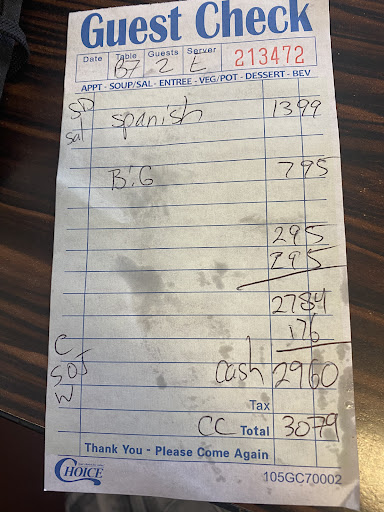 Guest Check
Date Table Guests Server 213472
B7 2 L
APPT - SOUP/SAL - ENTREE - VEG/POT - DESSERT - BEV
SD
spanish 1399
Sal
BiG 795
295
295
2784
176
C
SOJ cash 2960
W
Tax
CC Total 3079
Thank You - Please Come Again
CHOICE 105GC70002